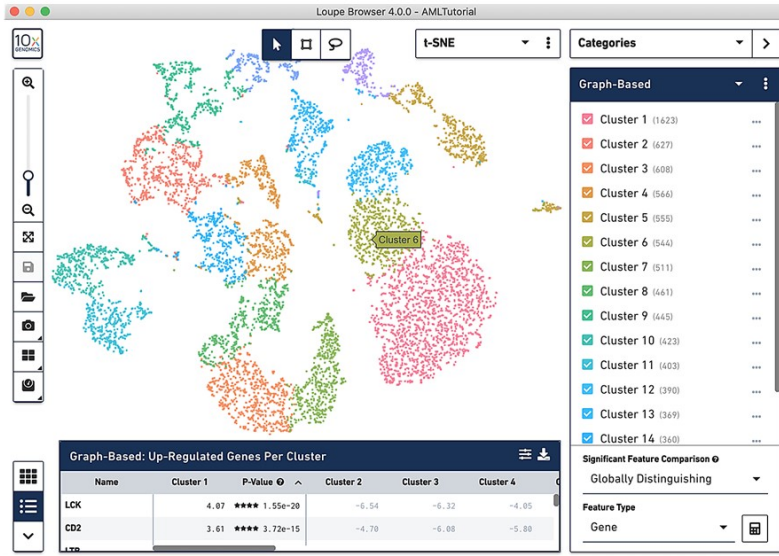 Loupe Browser 4.0.0 - AMLTutorial
10x
GENOMICS
t-SNE
Categories
Graph-Based
Cluster 1 (1623)
Cluster 2 (627)
Cluster 3 (608)
Cluster 4 (566)
Cluster 5 (555)
Cluster 6 (544)
Cluster 7 (511)
Cluster 8 (461)
Cluster 9 (445)
Cluster 10 (423)
Cluster 11 (403)
Cluster 12 (390)
Cluster 13 (369)
Cluster 14 (360)
Cluster 6
Significant Feature Comparison
Globally Distinguishing
Feature Type
Gene
Graph-Based: Up-Regulated Genes Per Cluster
Name Cluster 1 P-Value Cluster 2 Cluster 3 Cluster 4
LCK 4.07 **** 1.55e-20 -6.54 -6.32 -4.05
CD2 3.61 **** 3.72e-15 -4.70 -6.08 -5.80